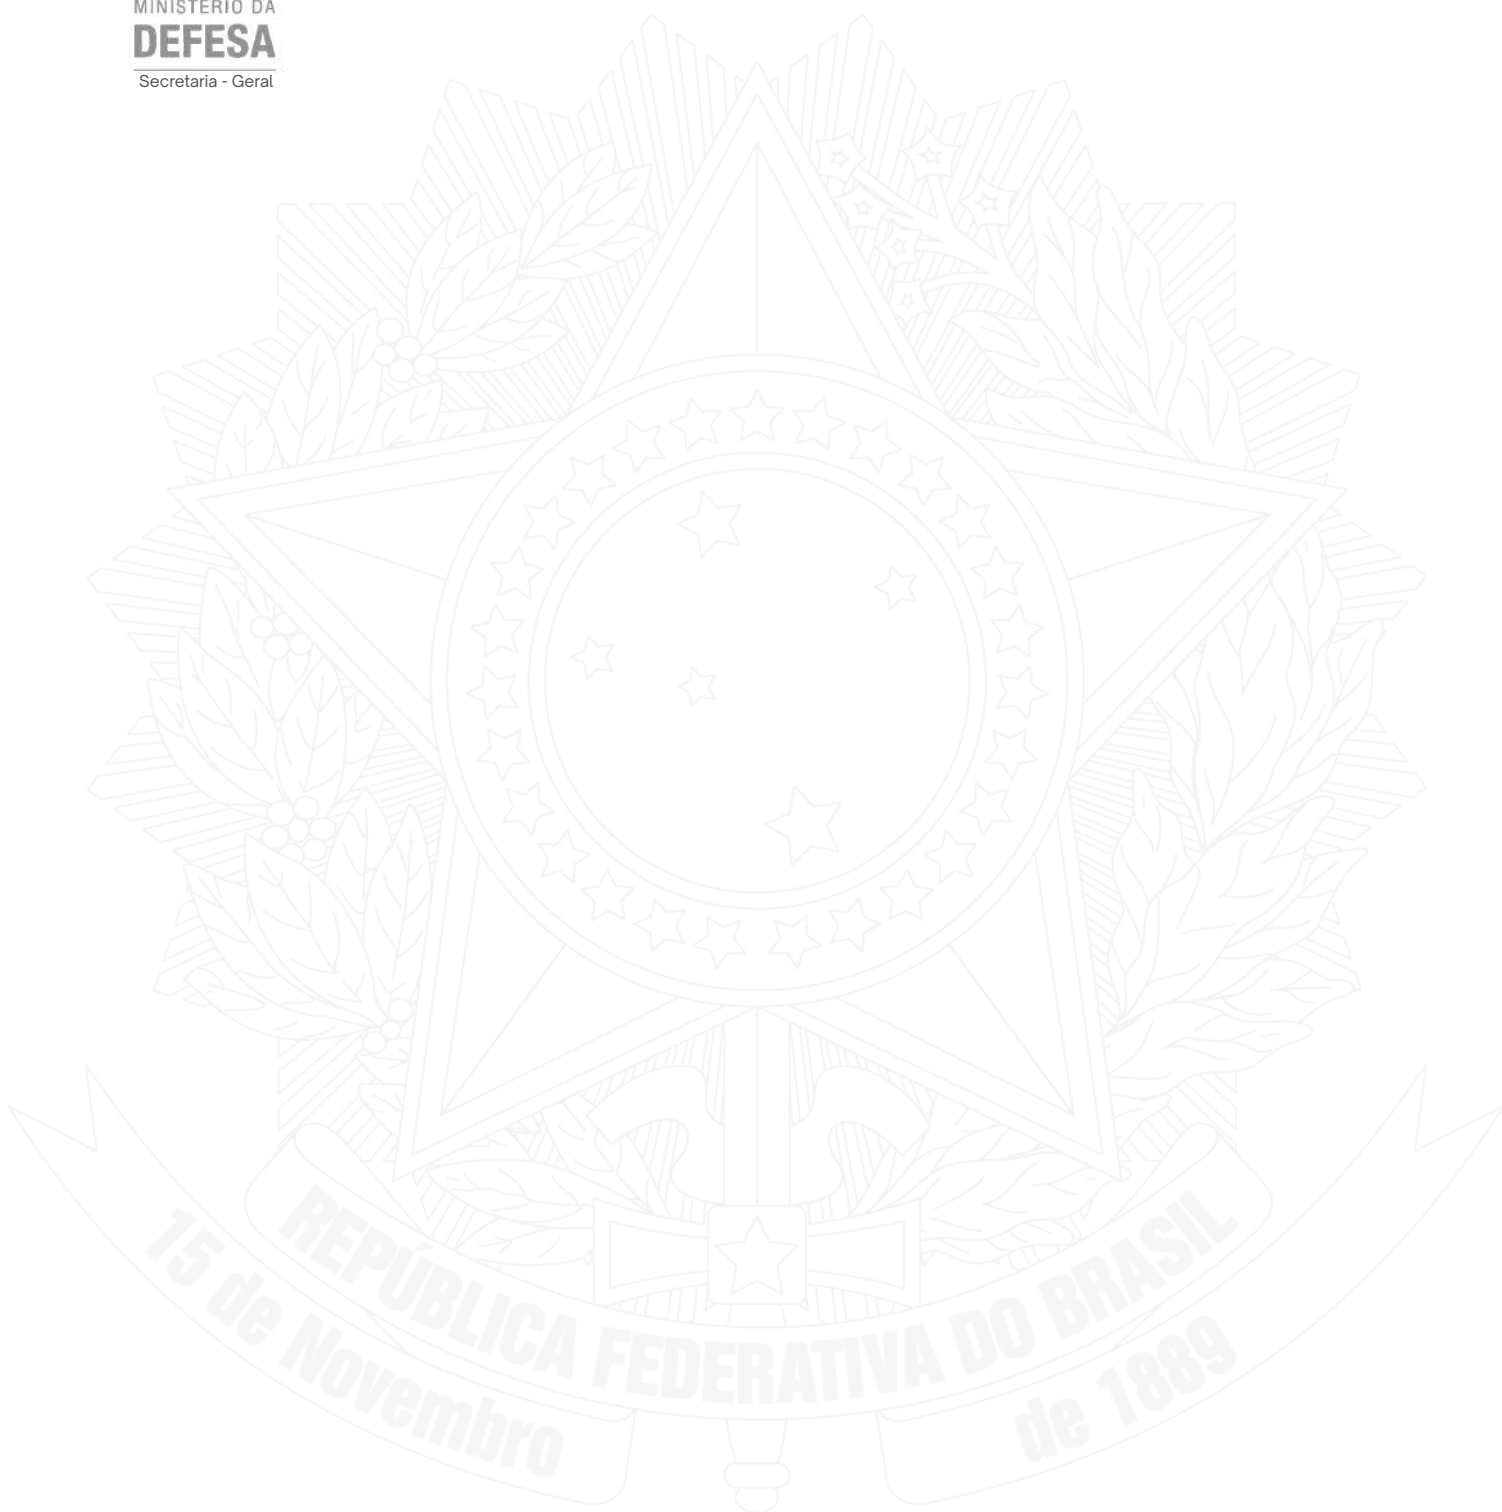 MINISTÉRIO DA
DEFESA
Secretaria - Geral
REPÚBLICA FEDERATIVA DO BRASIL
15 de Novembro
de 1889